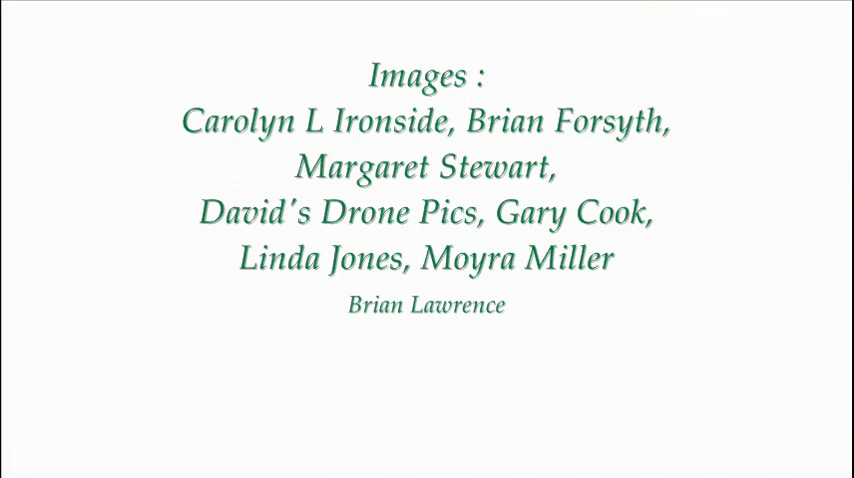 Images :
Carolyn L Ironside, Brian Forsyth,
Margaret Stewart,
David's Drone Pics, Gary Cook,
Linda Jones, Moyra Miller
Brian Lawrence